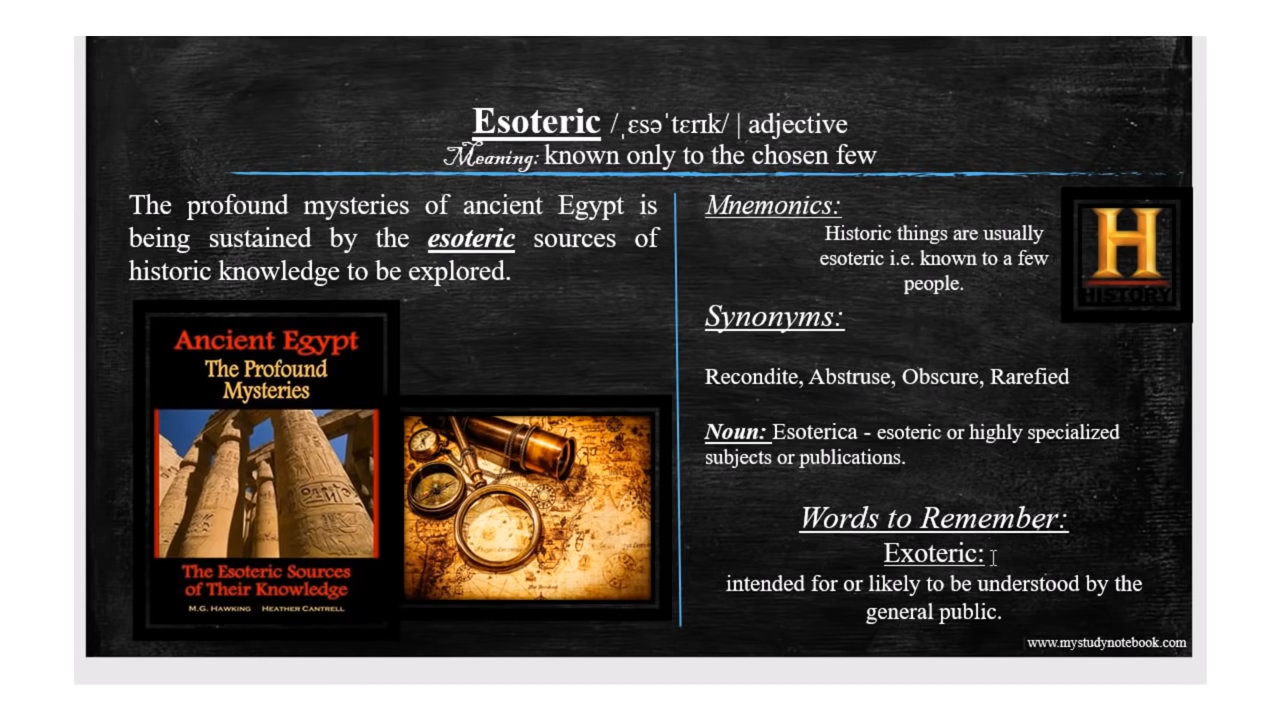 Esoteric /ˌɛsəˈtɛrɪk/ | adjective
Meaning: known only to the chosen few
The profound mysteries of ancient Egypt is
being sustained by the esoteric sources of
historic knowledge to be explored.
Ancient Egypt
The Profound
Mysteries
The Esoteric Sources
of Their Knowledge
M.G. HAWKING HEATHER CANTRELL
Mnemonics:
Historic things are usually
esoteric i.e. known to a few
people.
H
HISTORY
Synonyms:
Recondite, Abstruse, Obscure, Rarefied
Noun: Esoterica - esoteric or highly specialized
subjects or publications.
Words to Remember:
Exoteric:
intended for or likely to be understood by the
general public.
www.mystudynotebook.com